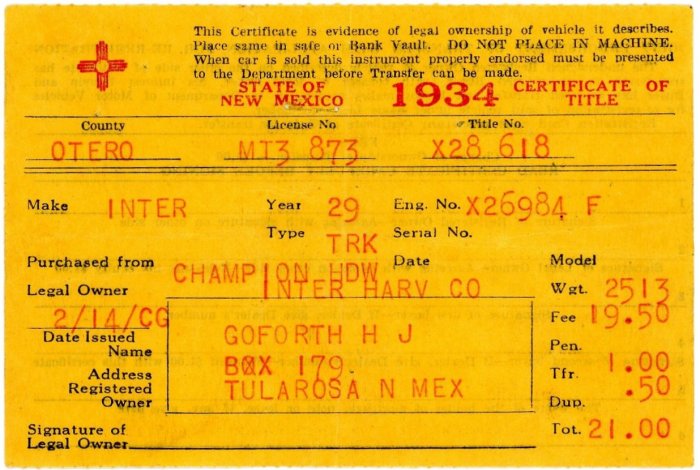 This Certificate is evidence of legal ownership of vehicle it describes.
Place same in safe or Bank Vault. DO NOT PLACE IN MACHINE.
When car is sold this instrument properly endorsed must be presented
to the Department before Transfer can be made.
STATE OF NEW MEXICO 1934 CERTIFICATE OF TITLE
County License No Title No.
OTERO MT3 873 X28 618
Make INTER Year 29 Eng. No. X26984 F
Type TRK Serial No.
Purchased from CHAMPION HDW Date Model
Legal Owner INTER HARV CO Wgt. 2513
2/14/CG Fee 19.50
Date Issued GOFORTH H J
Name BOX 179 Pen.
Address TULAROSA N MEX Tfr. 1.00
Registered Owner Dup. .50
Signature of Legal Owner Tot. 21.00